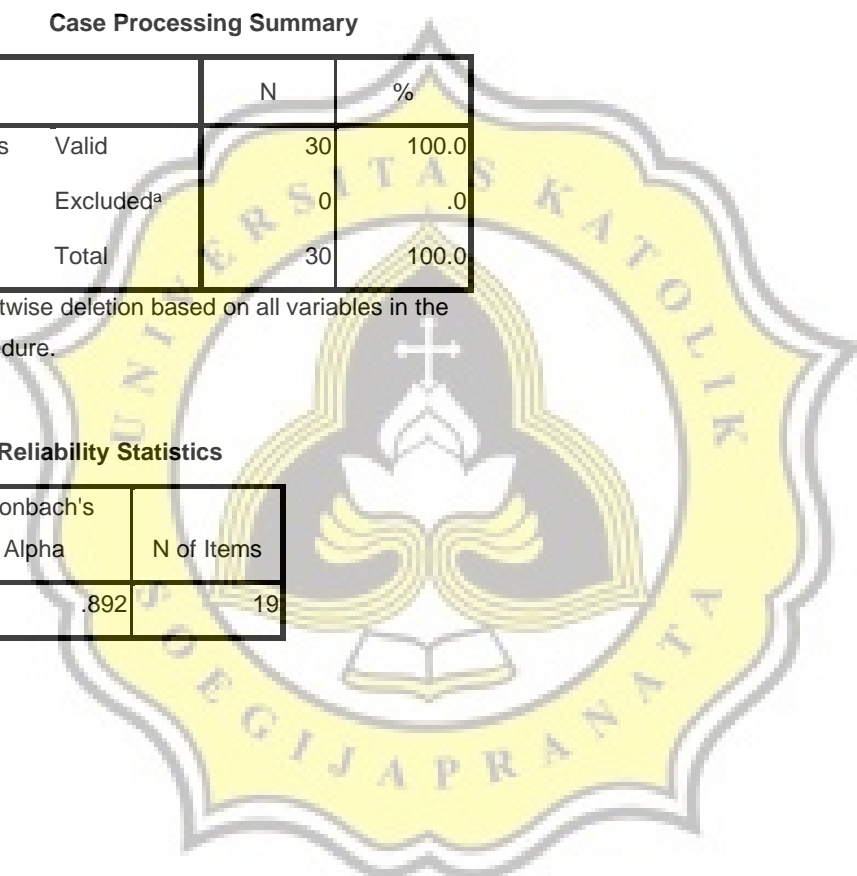 Case Processing Summary
N %
s Valid 30 100.0
Excludedᵃ 0 .0
Total 30 100.0
twise deletion based on all variables in the
dure.
Reliability Statistics
onbach's
Alpha N of Items
.892 19
UNIVERSITAS KATOLIK
SOEGIJAPRANATA